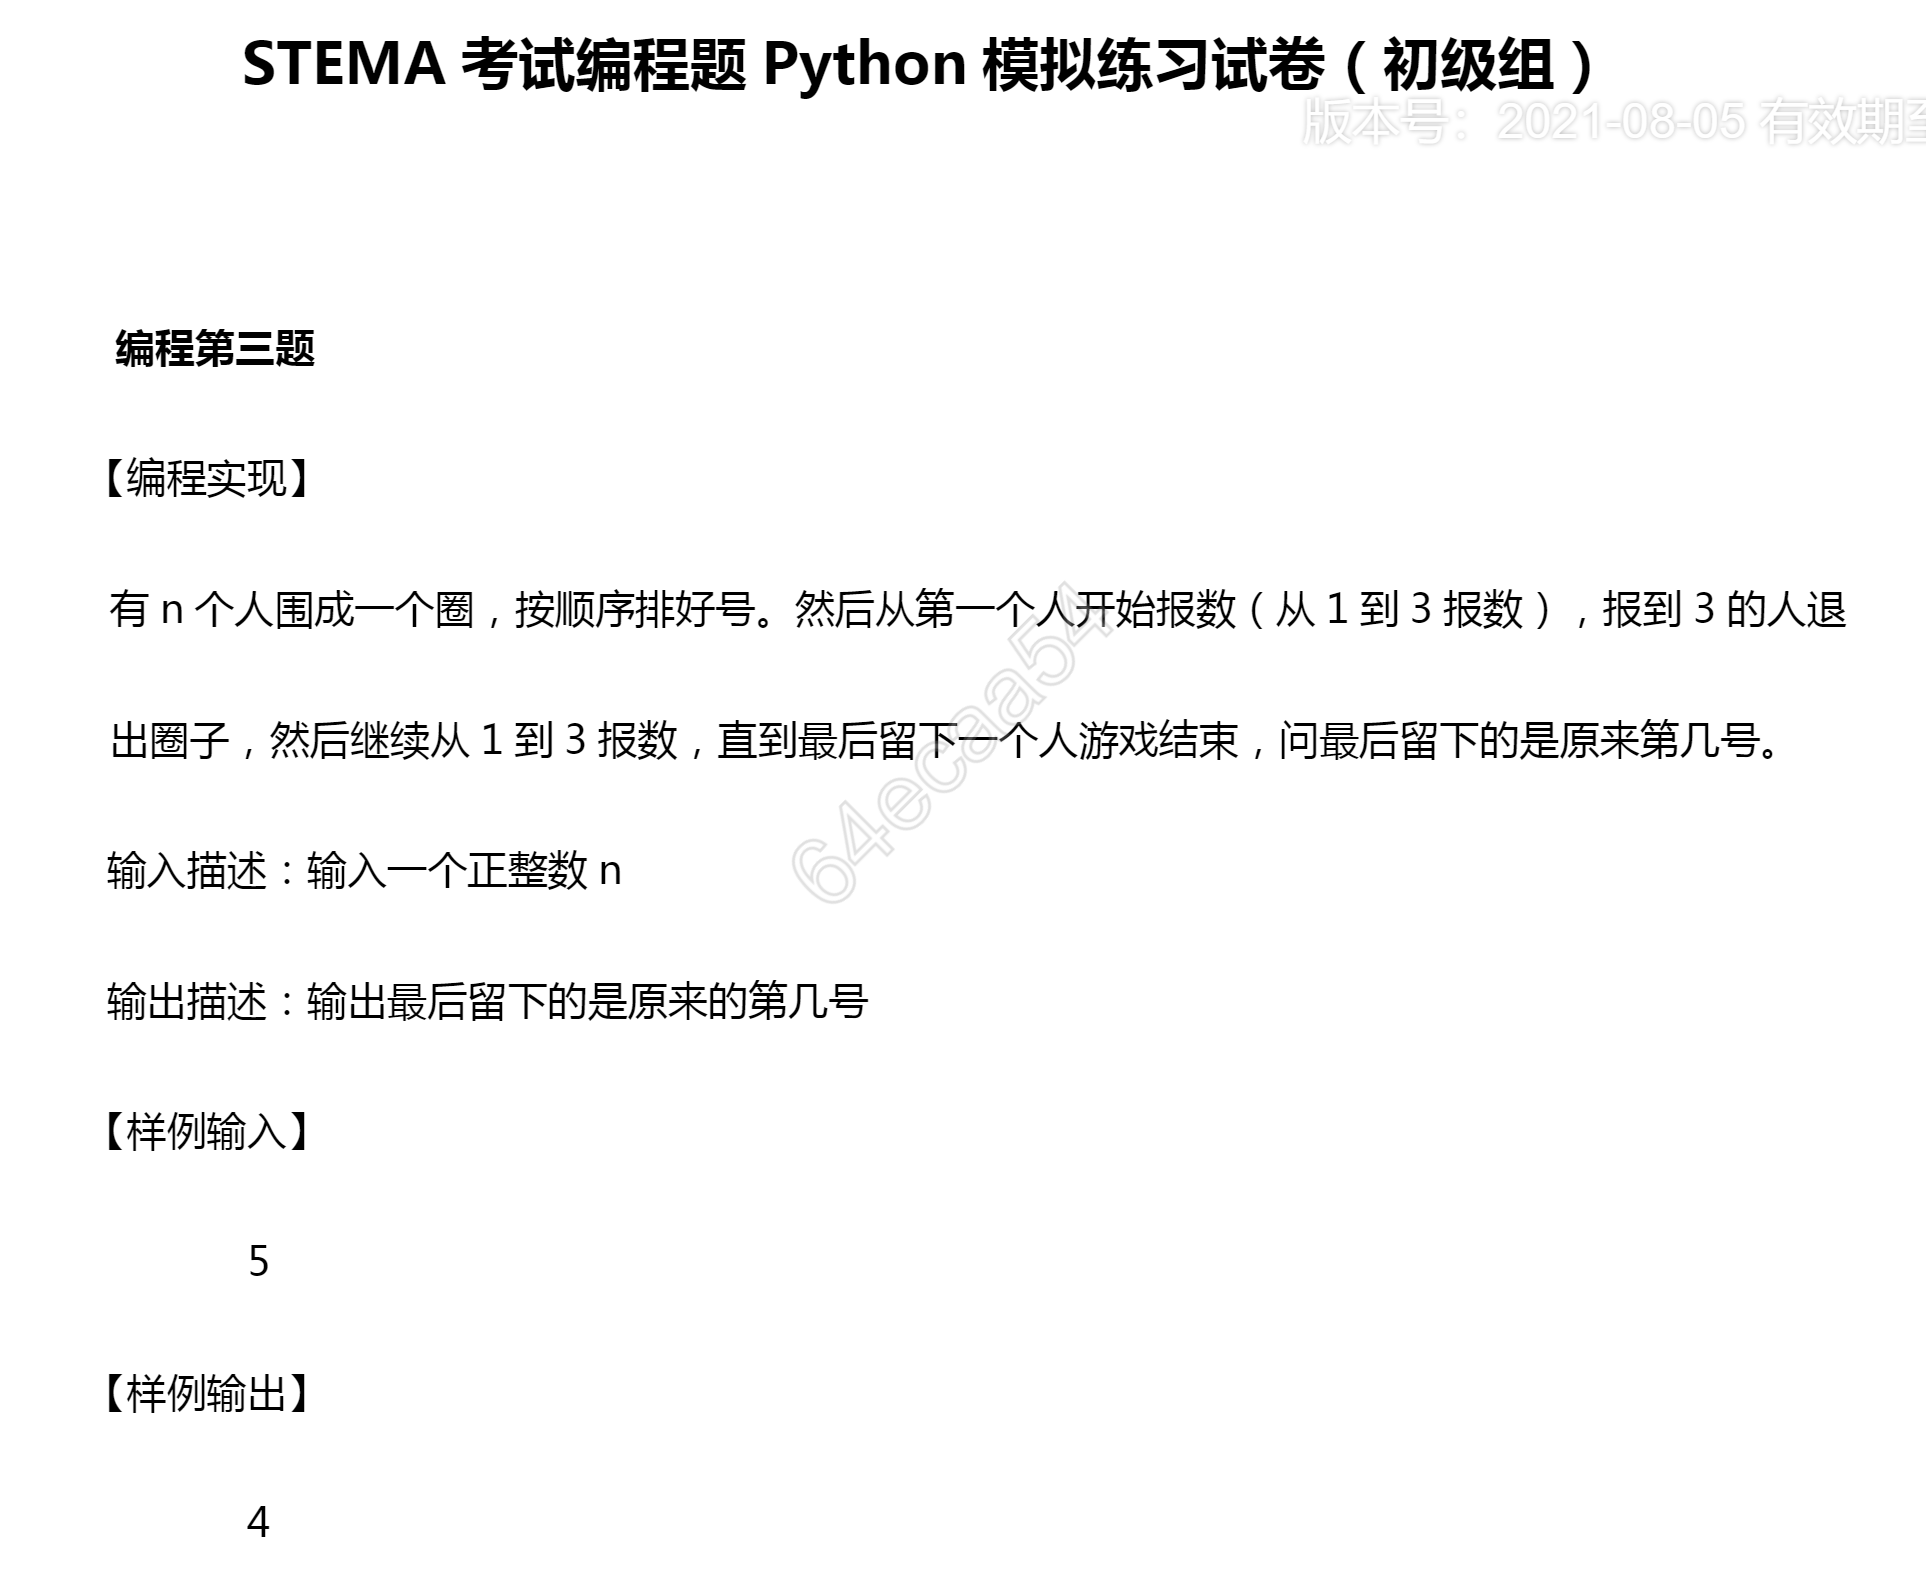 STEMA 考试编程题 Python 模拟练习试卷（初级组）
版本号：2021-08-05 有效期至
编程第三题
【编程实现】
有 n 个人围成一个圈，按顺序排好号。然后从第一个人开始报数（从 1 到 3 报数），报到 3 的人退
出圈子，然后继续从 1 到 3 报数，直到最后留下一个人游戏结束，问最后留下的是原来第几号。
64ecaa54
输入描述：输入一个正整数 n
输出描述：输出最后留下的是原来的第几号
【样例输入】
5
【样例输出】
4